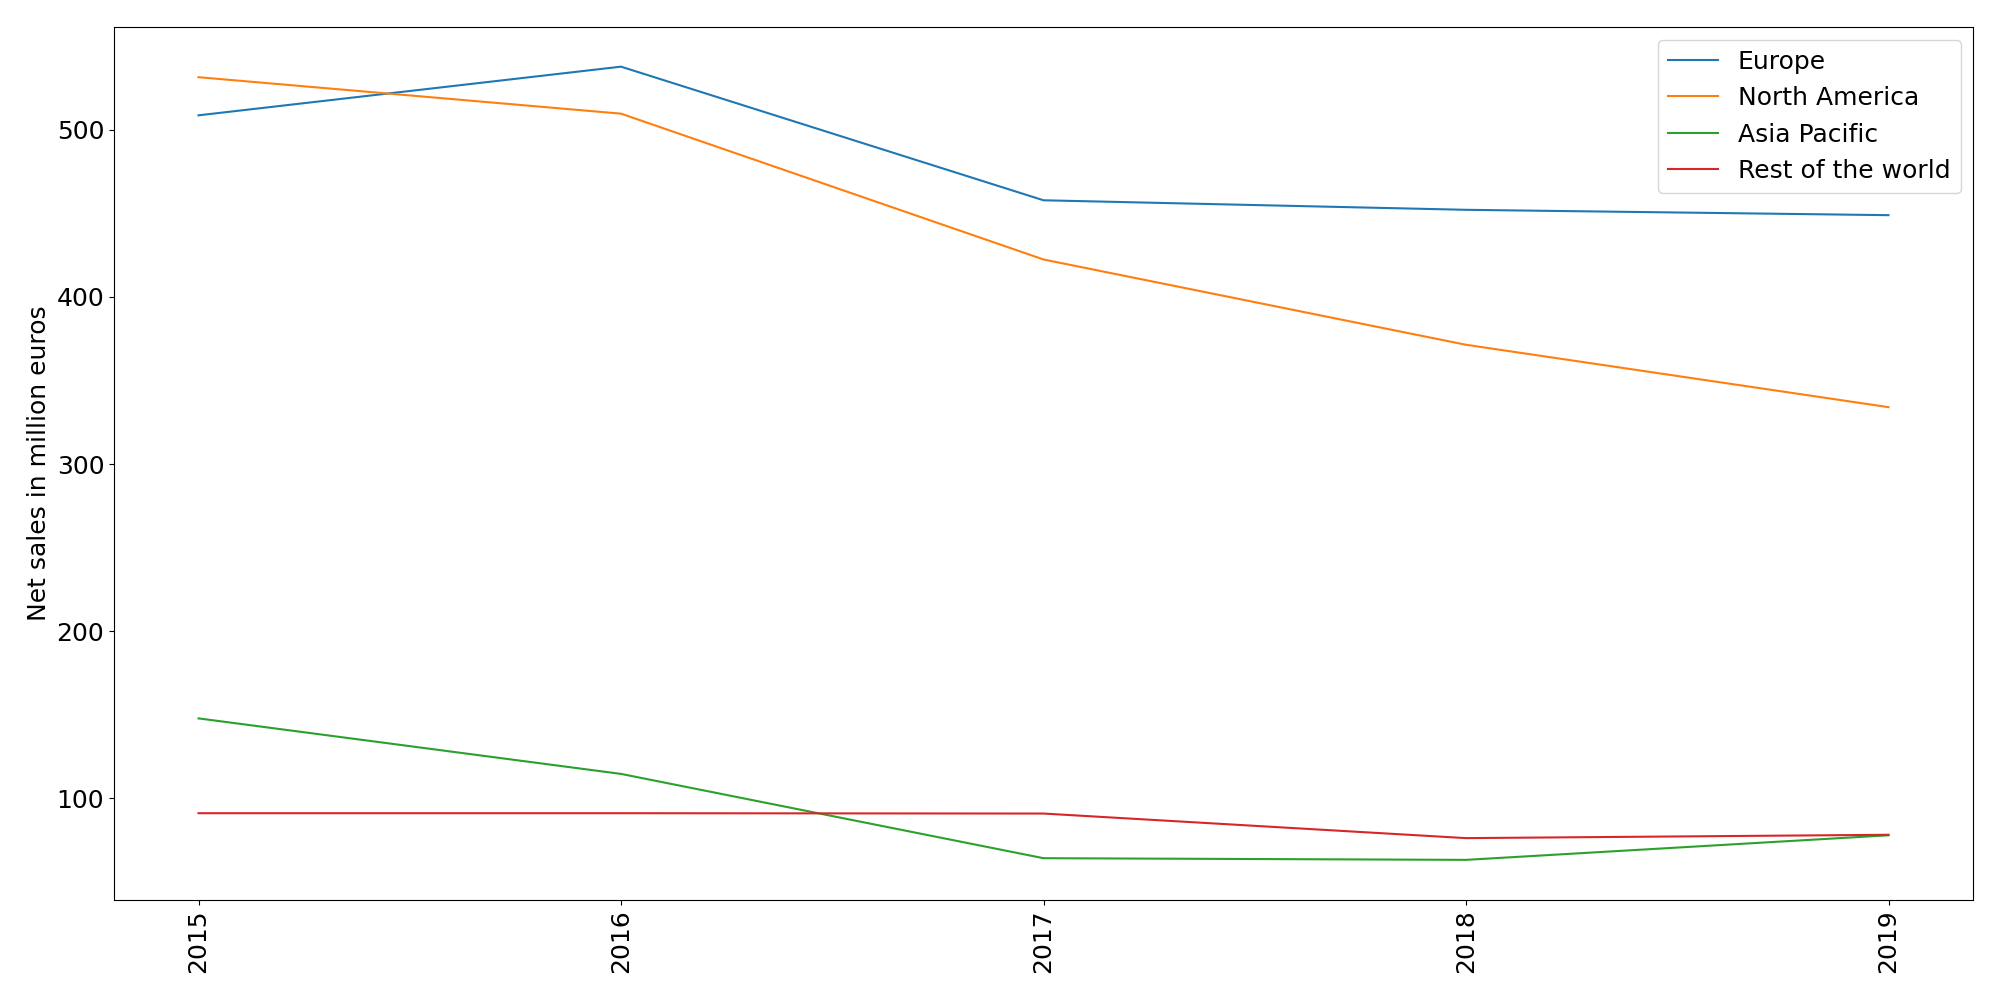 Europe
North America
Asia Pacific
Rest of the world
Net sales in million euros
500
400
300
200
100
2015
2016
2017
2018
2019